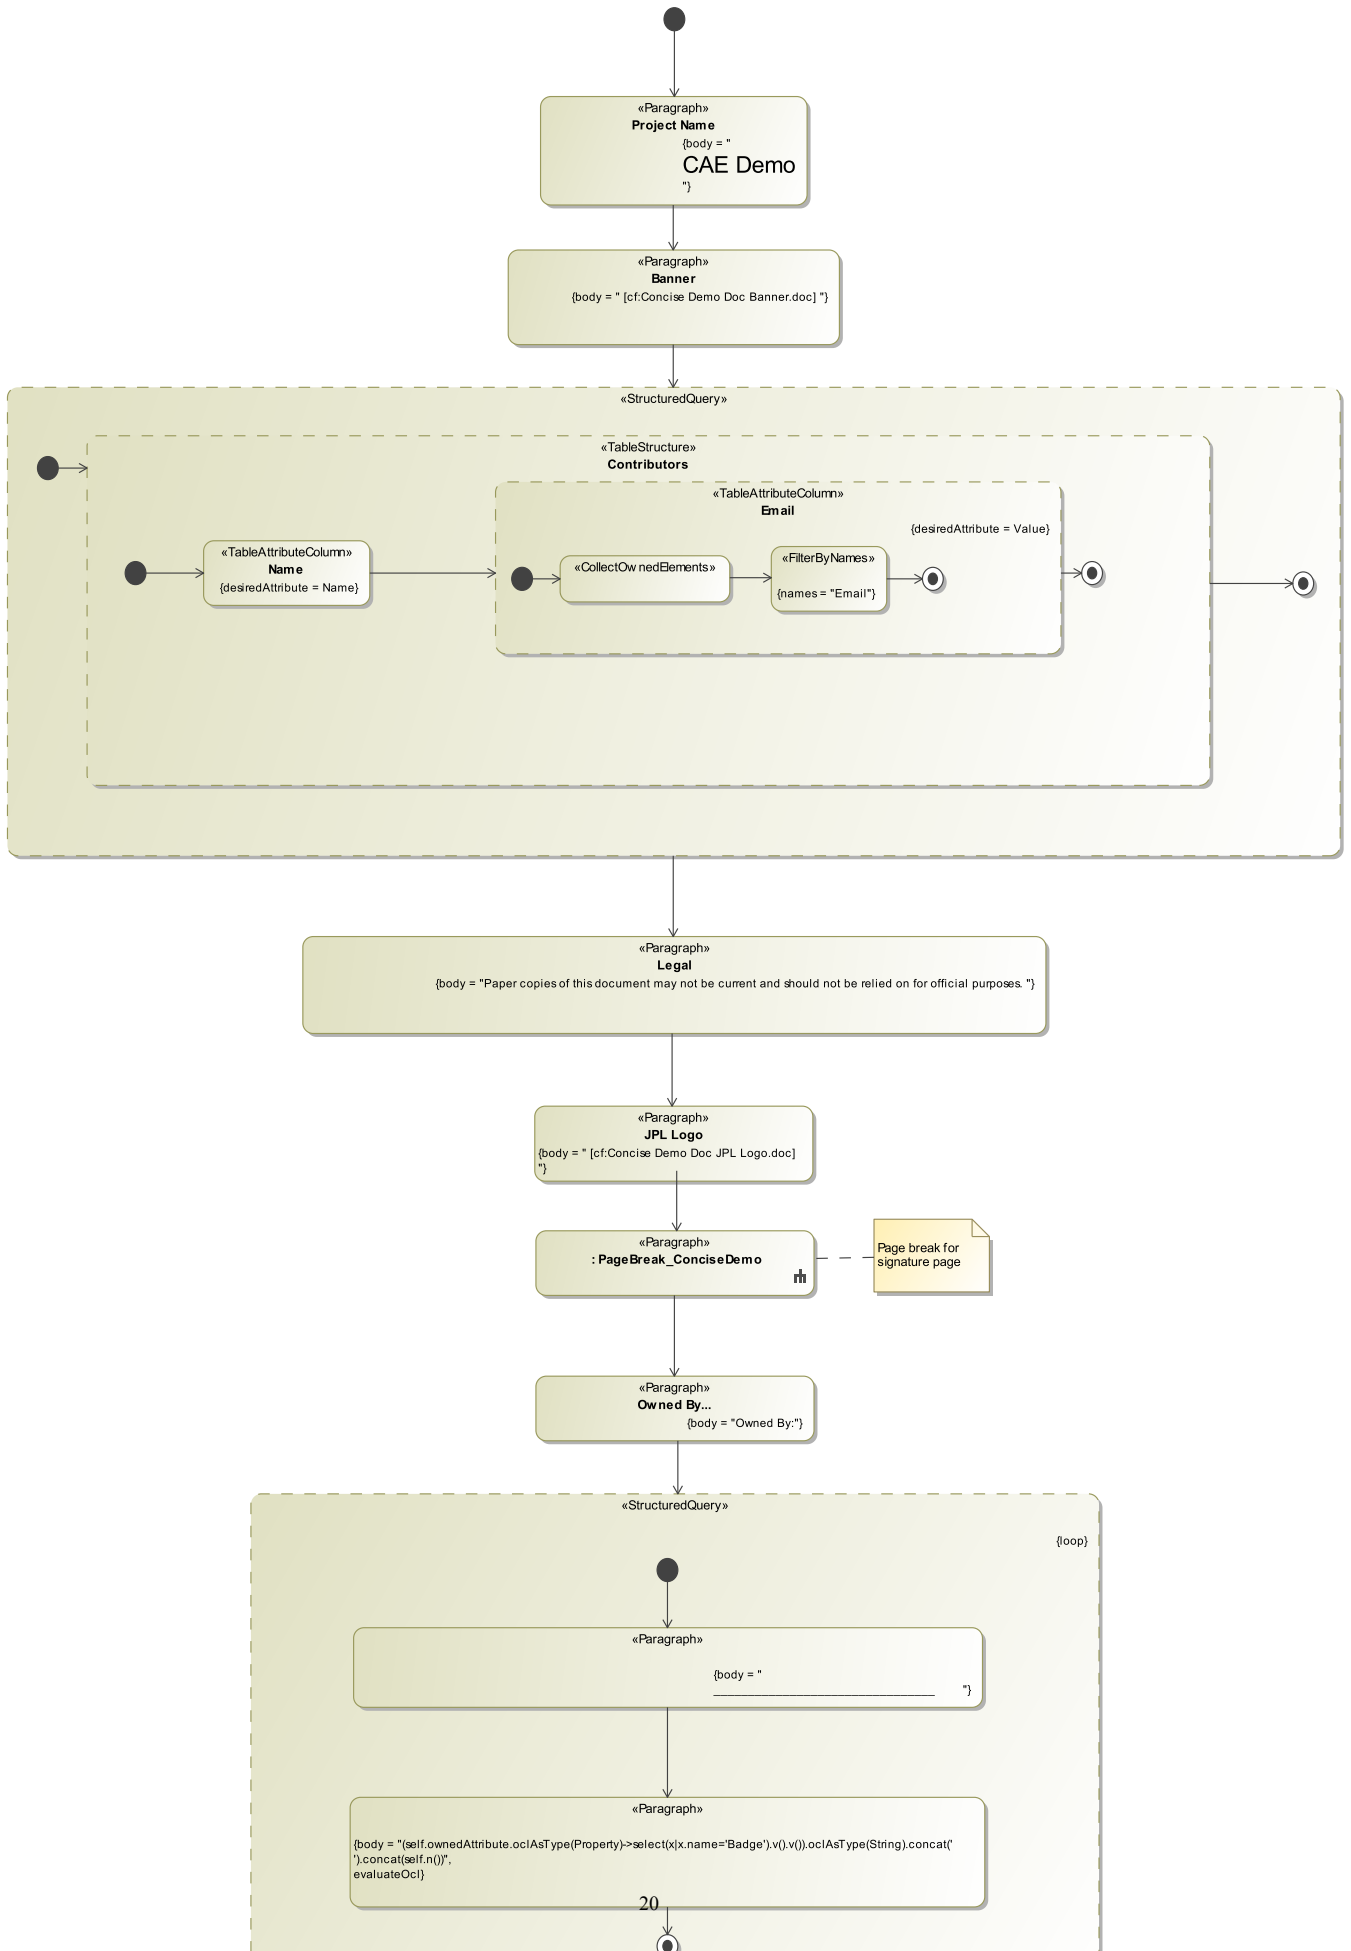 «Paragraph»
Project Name
{body = "
CAE Demo
"}
«Paragraph»
Banner
{body = " [cf:Concise Demo Doc Banner.doc] "}
«StructuredQuery»
«TableStructure»
Contributors
«TableAttributeColumn»
Email
{desiredAttribute = Value}
«TableAttributeColumn»
Name
{desiredAttribute = Name}
«CollectOwnedElements»
«FilterByNames»
{names = "Email"}
«Paragraph»
Legal
{body = "Paper copies of this document may not be current and should not be relied on for official purposes. "}
«Paragraph»
JPL Logo
{body = " [cf:Concise Demo Doc JPL Logo.doc]
"}
«Paragraph»
: PageBreak_ConciseDemo
Page break for
signature page
«Paragraph»
Owned By...
{body = "Owned By:"}
«StructuredQuery»
{loop}
«Paragraph»
{body = "
________________________________ "}
«Paragraph»
{body = "(self.ownedAttribute.oclAsType(Property)->select(x|x.name='Badge').v().v()).oclAsType(String).concat('
').concat(self.n())",
evaluateOcl}
20